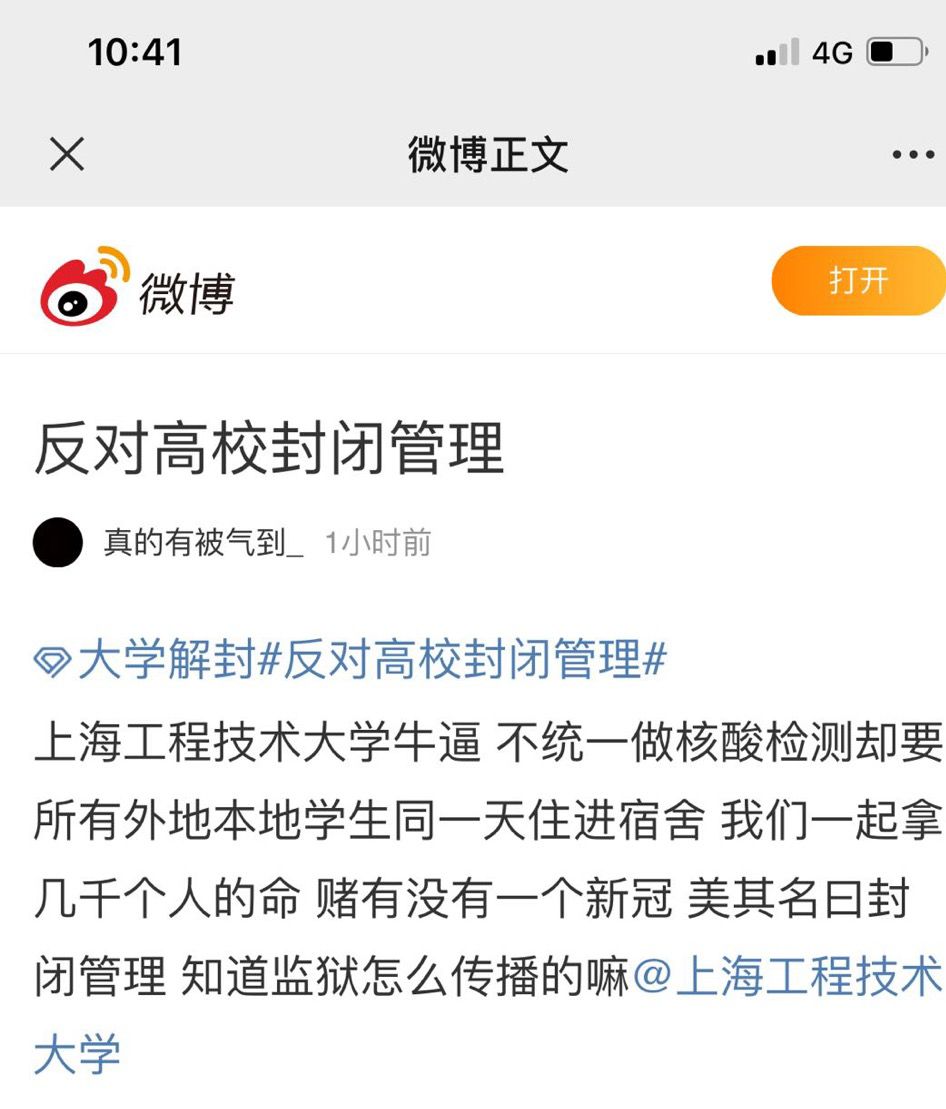 10:41
4G
微博正文
微博
打开
反对高校封闭管理
真的有被气到_ 1小时前
大学解封#反对高校封闭管理#
上海工程技术大学牛逼 不统一做核酸检测却要
所有外地本地学生同一天住进宿舍 我们一起拿
几千个人的命 赌有没有一个新冠 美其名曰封
闭管理 知道监狱怎么传播的嘛@上海工程技术
大学